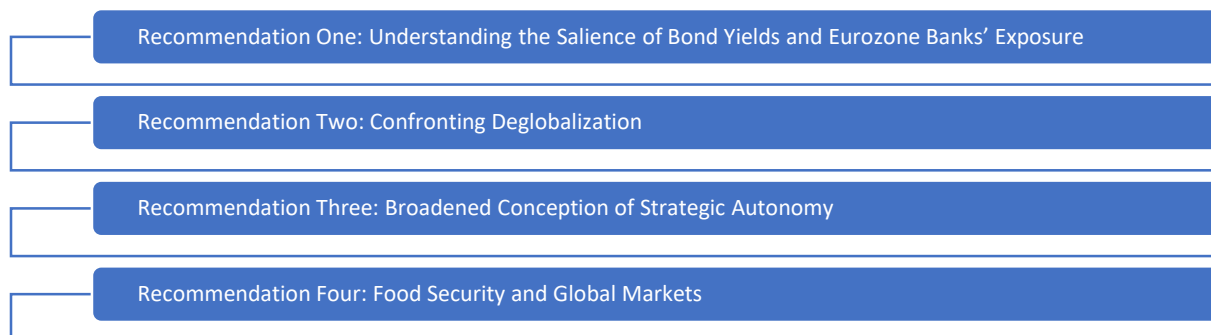 Recommendation One: Understanding the Salience of Bond Yields and Eurozone Banks’ Exposure
Recommendation Two: Confronting Deglobalization
Recommendation Three: Broadened Conception of Strategic Autonomy
Recommendation Four: Food Security and Global Markets